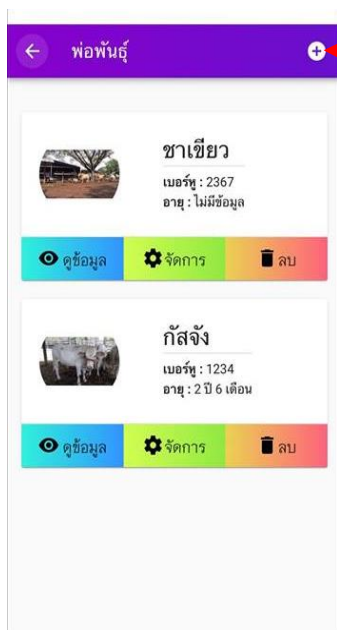 พ่อพันธุ์
ชาเขียว
เบอร์หู : 2367
อายุ : ไม่มีข้อมูล
ดูข้อมูล จัดการ ลบ
กัสจัง
เบอร์หู : 1234
อายุ : 2 ปี 6 เดือน
ดูข้อมูล จัดการ ลบ